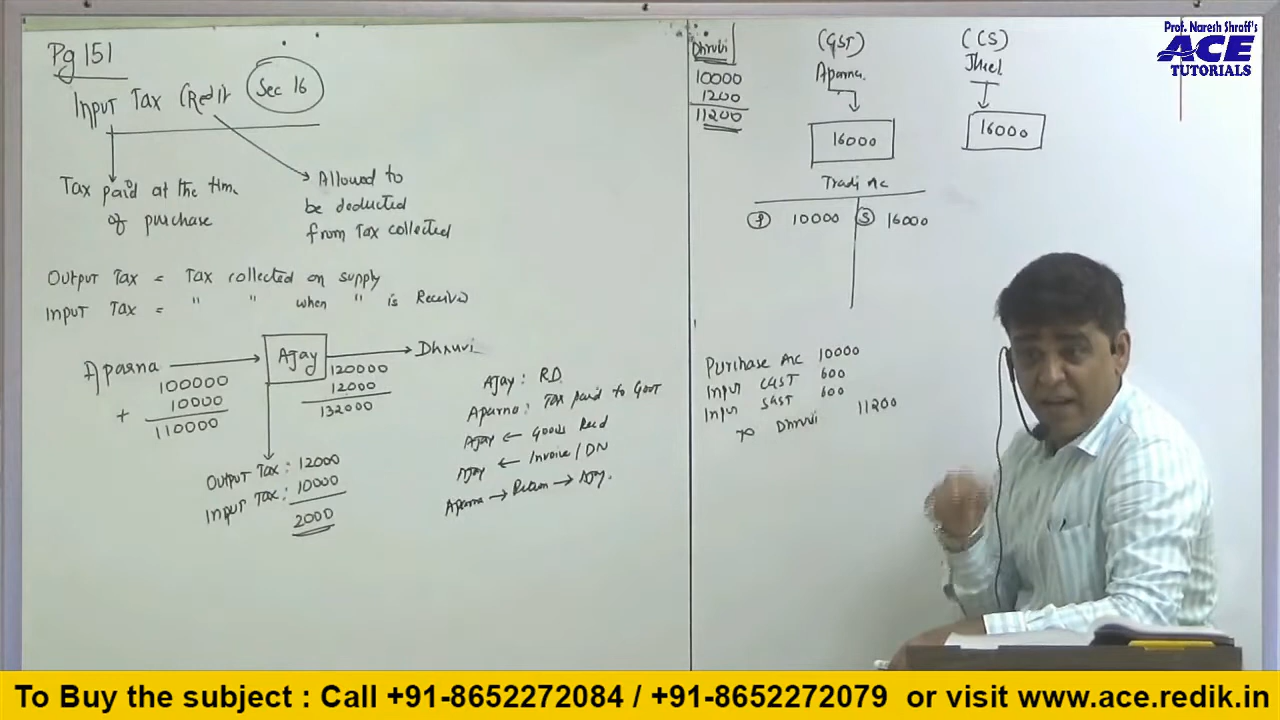 Pg 151
Input Tax Credit Sec 16
Tax paid at the time
of purchase
Allowed to
be deducted
from Tax collected
Output Tax = Tax collected on supply
Input Tax = " " when " is Received
Aparna
100000
+ 10000
110000
Ajay
Dhruvi
120000
12000
132000
Output Tax: 12000
Input Tax: 10000
2000
Ajay: R.D.
Aparna: Tax paid to Govt
Ajay ← Goods Recd
Ajay ← Invoice / DN
Aparna → Return → Ajay.
Dhruvi
10000
1200
11200
(GST)
Aparna
16000
(CS)
16000
Tradi Ac
P 10000 S 16000
Purchase Ac 10000
Input CGST 600
Input SGST 600
To Dhruvi 11200
Prof. Naresh Shroff's
ACE
TUTORIALS
To Buy the subject : Call +91-8652272084 / +91-8652272079 or visit www.ace.redik.in